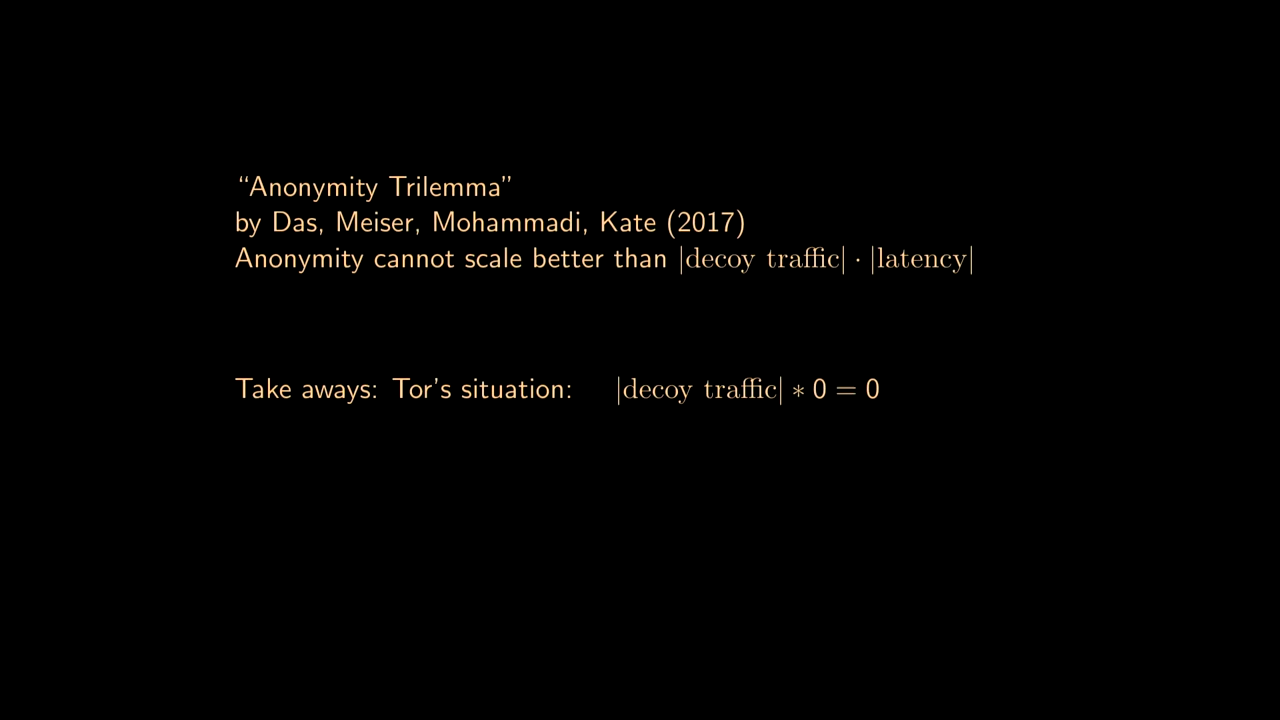 “Anonymity Trilemma”
by Das, Meiser, Mohammadi, Kate (2017)
Anonymity cannot scale better than |decoy traffic| · |latency|
Take aways: Tor’s situation: |decoy traffic| ∗ 0 = 0